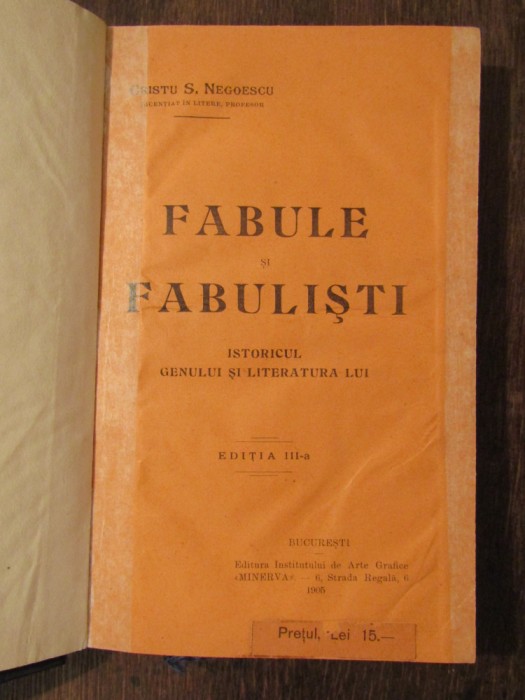 CRISTU S. NEGOESCU
LICENȚIAT ÎN LITERE, PROFESOR
FABULE
ȘI
FABULIȘTI
ISTORICUL
GENULUI ȘI LITERATURA LUI
EDIȚIA III-a
BUCUREȘTI
Editura Institutului de Arte Grafice
«MINERVA». — 6, Strada Regală, 6
1905
Prețul, Lei 15.—